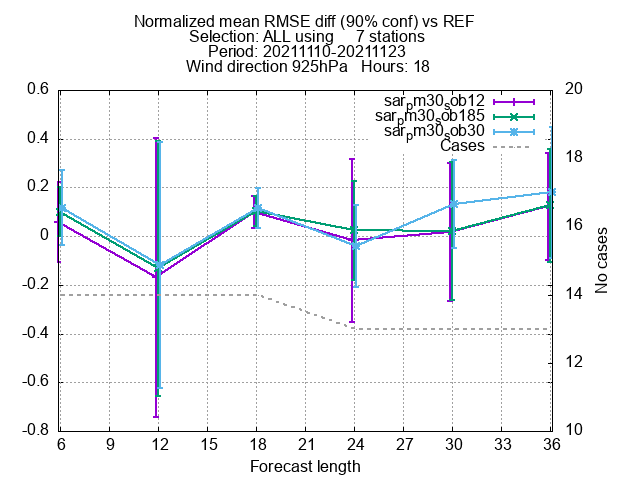 Normalized mean RMSE diff (90% conf) vs REF
Selection: ALL using 7 stations
Period: 20211110-20211123
Wind direction 925hPa Hours: 18
0.6
0.4
0.2
0
-0.2
-0.4
-0.6
-0.8
20
18
16
14
12
10
No cases
sar_pm30_sob12
sar_pm30_sob185
sar_pm30_sob30
Cases
6 9 12 15 18 21 24 27 30 33 36
Forecast length